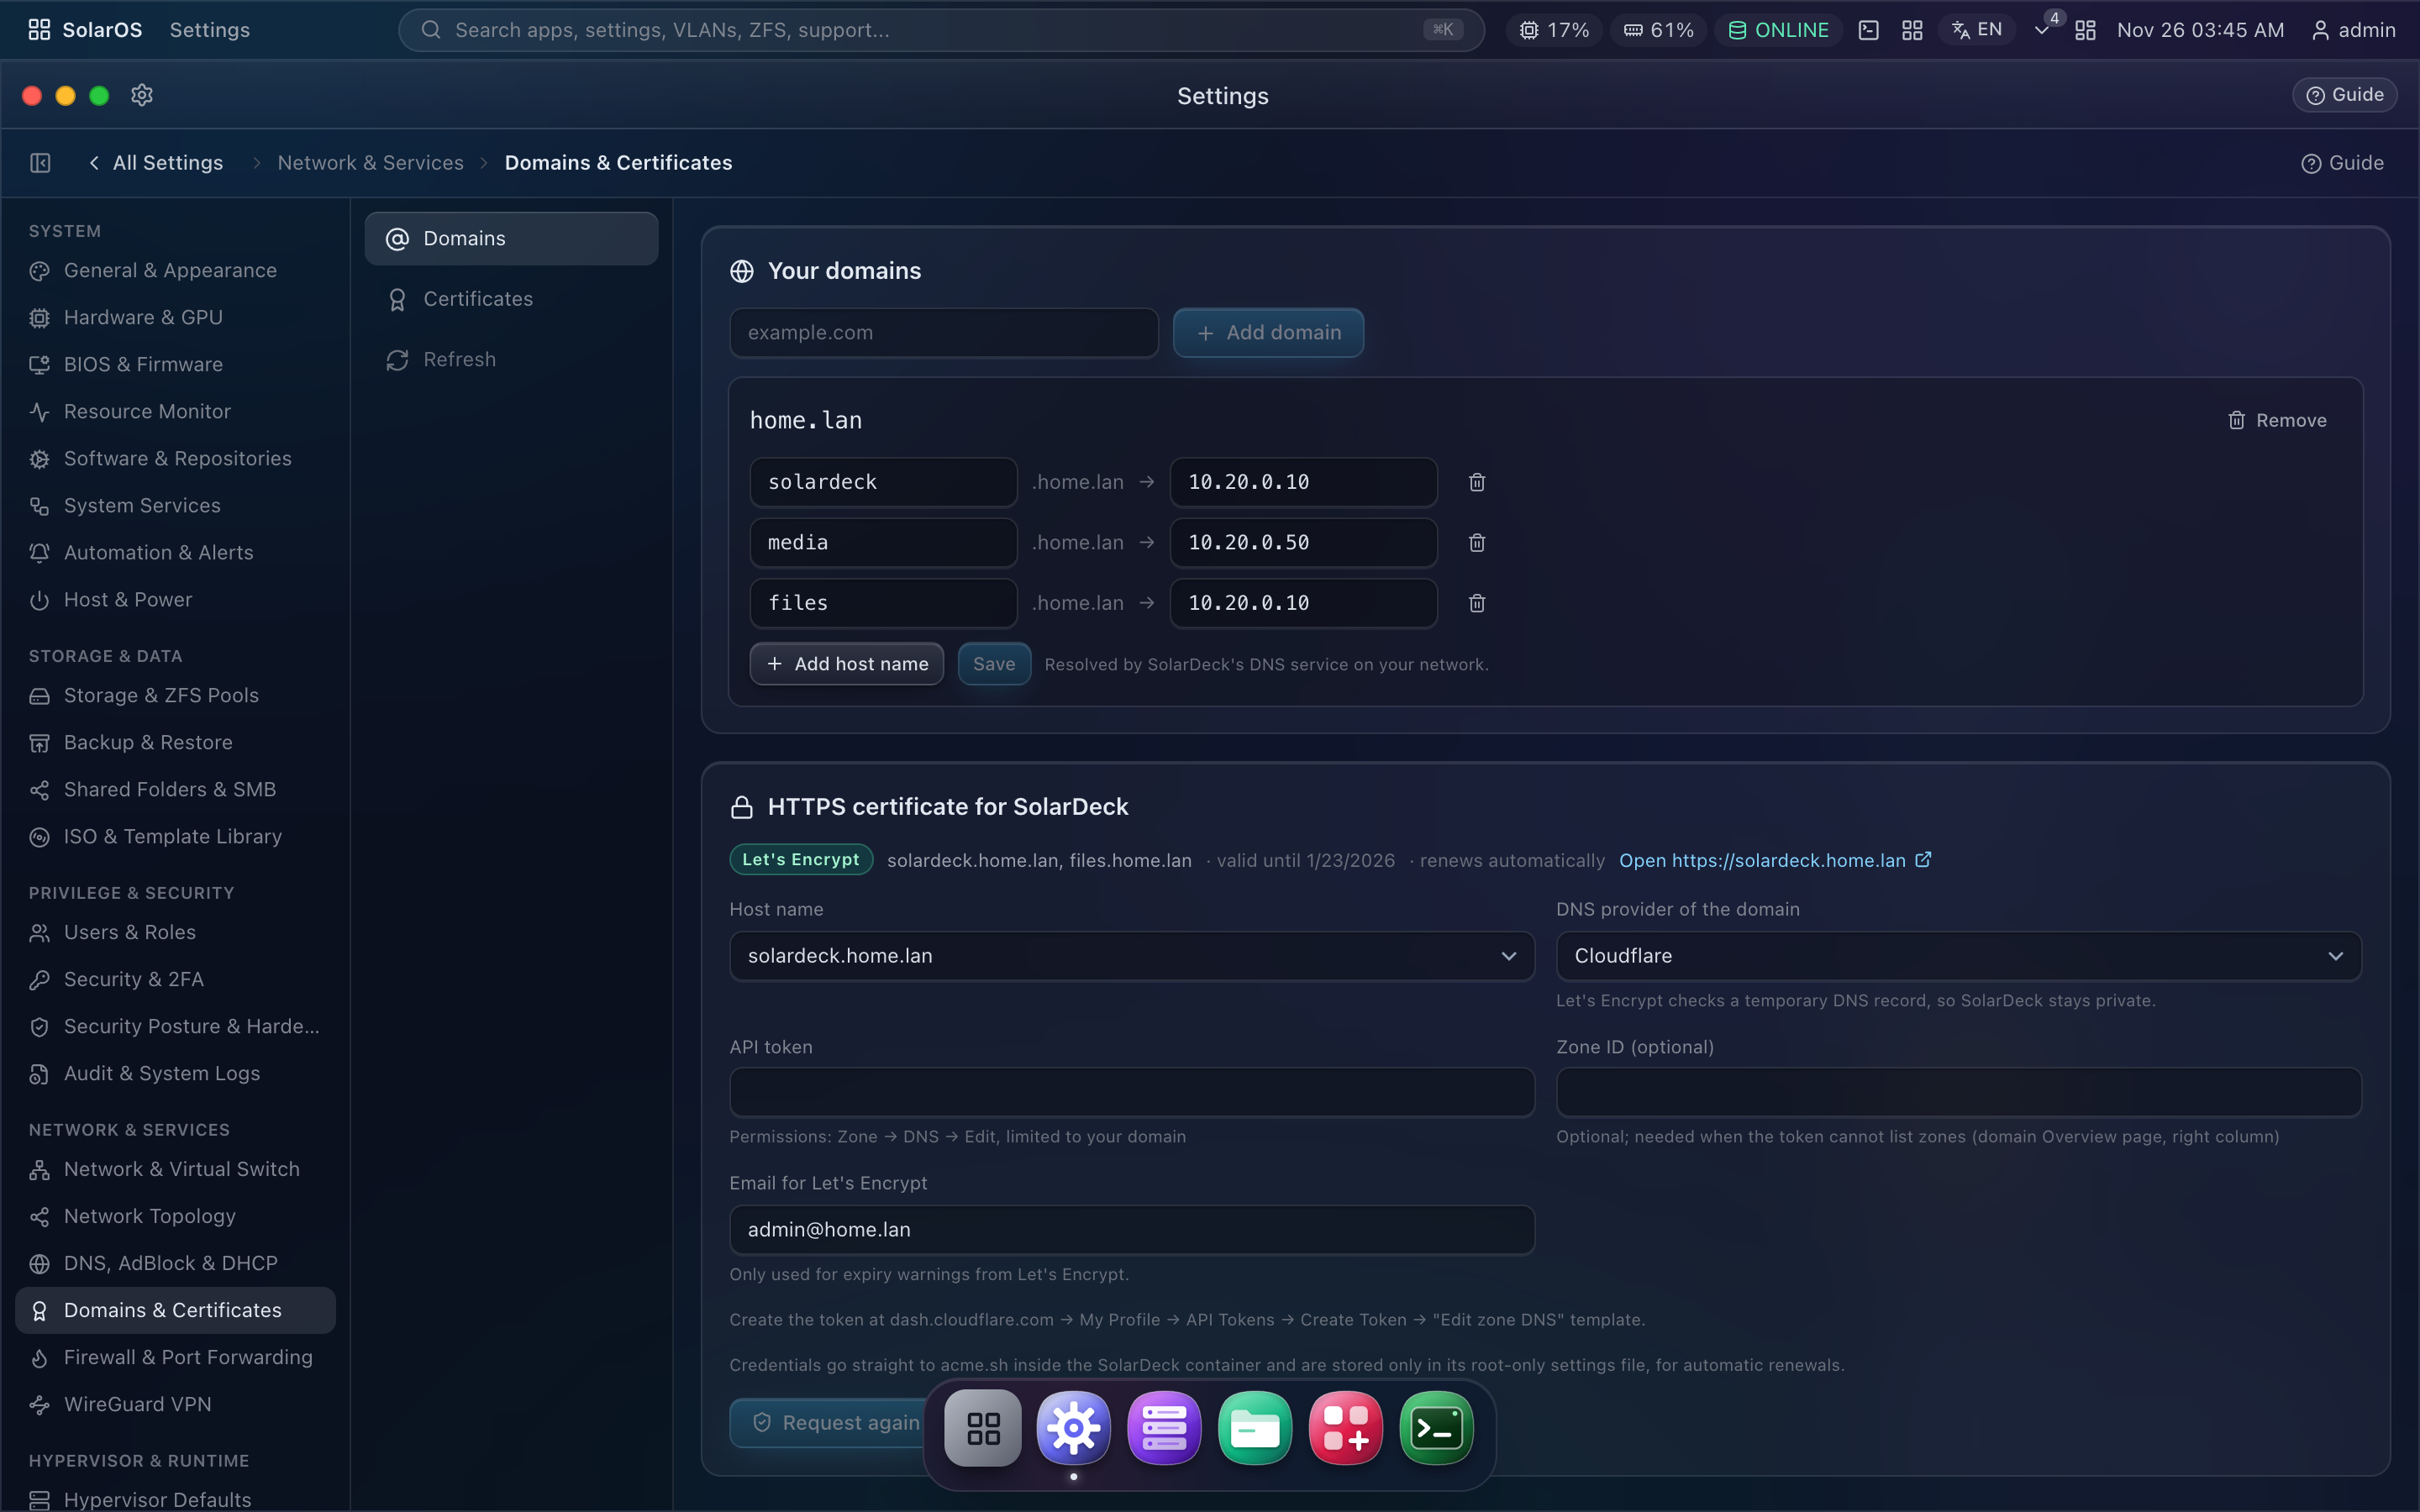 SolarOS Settings Search apps, settings, VLANs, ZFS, support... ⌘K 17% 61% ONLINE EN 4 Nov 26 03:45 AM admin
Settings Guide
All Settings > Network & Services > Domains & Certificates Guide
SYSTEM
General & Appearance
Hardware & GPU
BIOS & Firmware
Resource Monitor
Software & Repositories
System Services
Automation & Alerts
Host & Power
STORAGE & DATA
Storage & ZFS Pools
Backup & Restore
Shared Folders & SMB
ISO & Template Library
PRIVILEGE & SECURITY
Users & Roles
Security & 2FA
Security Posture & Harde...
Audit & System Logs
NETWORK & SERVICES
Network & Virtual Switch
Network Topology
DNS, AdBlock & DHCP
Domains & Certificates
Firewall & Port Forwarding
WireGuard VPN
HYPERVISOR & RUNTIME
Hypervisor Defaults
Domains
Certificates
Refresh
Your domains
example.com + Add domain
home.lan Remove
solardeck .home.lan → 10.20.0.10
media .home.lan → 10.20.0.50
files .home.lan → 10.20.0.10
+ Add host name Save Resolved by SolarDeck's DNS service on your network.
HTTPS certificate for SolarDeck
Let's Encrypt solardeck.home.lan, files.home.lan · valid until 1/23/2026 · renews automatically Open https://solardeck.home.lan
Host name DNS provider of the domain
solardeck.home.lan Cloudflare
Let's Encrypt checks a temporary DNS record, so SolarDeck stays private.
API token Zone ID (optional)
Permissions: Zone → DNS → Edit, limited to your domain Optional; needed when the token cannot list zones (domain Overview page, right column)
Email for Let's Encrypt
admin@home.lan
Only used for expiry warnings from Let's Encrypt.
Create the token at dash.cloudflare.com → My Profile → API Tokens → Create Token → "Edit zone DNS" template.
Credentials go straight to acme.sh inside the SolarDeck container and are stored only in its root-only settings file, for automatic renewals.
Request again